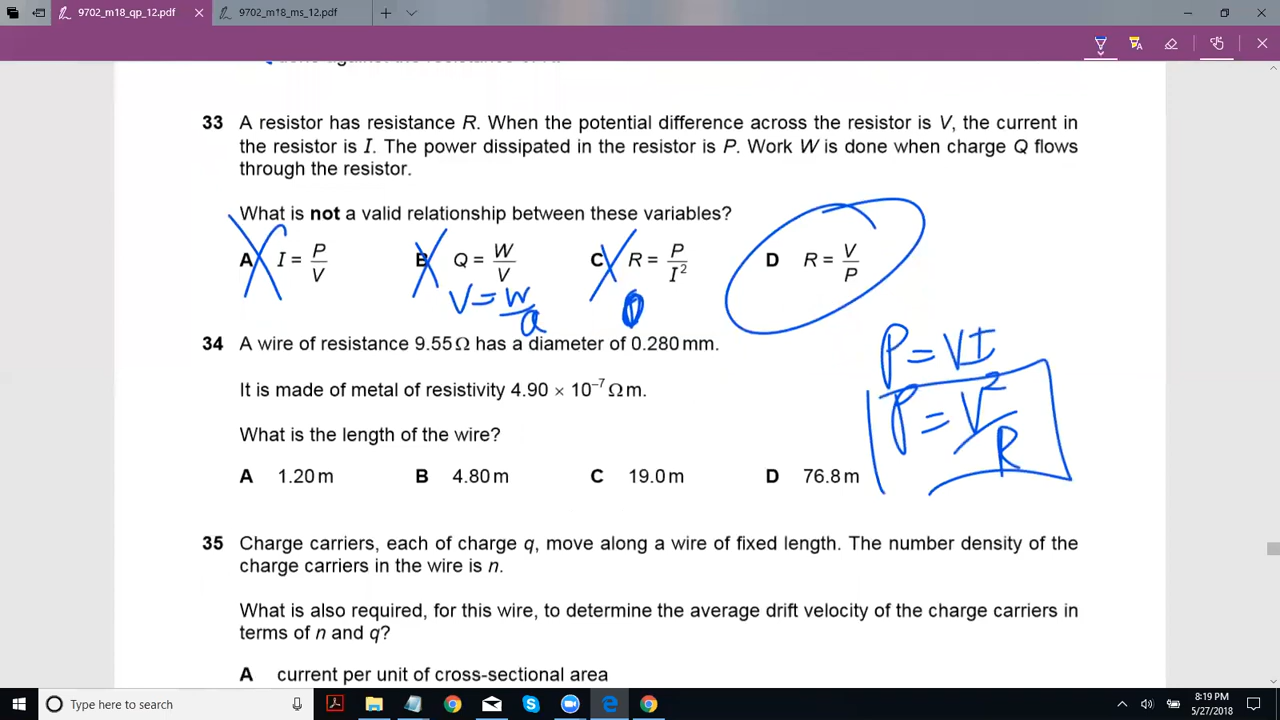 9702_m18_qp_12.pdf
9702_m18_ms_12.pdf
33 A resistor has resistance R. When the potential difference across the resistor is V, the current in
the resistor is I. The power dissipated in the resistor is P. Work W is done when charge Q flows
through the resistor.
What is not a valid relationship between these variables?
A I = P/V B Q = W/V C R = P/I² D R = V/P
V = W/Q
34 A wire of resistance 9.55 Ω has a diameter of 0.280 mm.
P = VI
It is made of metal of resistivity 4.90 × 10⁻⁷ Ω m.
P = V²/R
What is the length of the wire?
A 1.20 m B 4.80 m C 19.0 m D 76.8 m
35 Charge carriers, each of charge q, move along a wire of fixed length. The number density of the
charge carriers in the wire is n.
What is also required, for this wire, to determine the average drift velocity of the charge carriers in
terms of n and q?
A current per unit of cross-sectional area
Type here to search
8:19 PM
5/27/2018